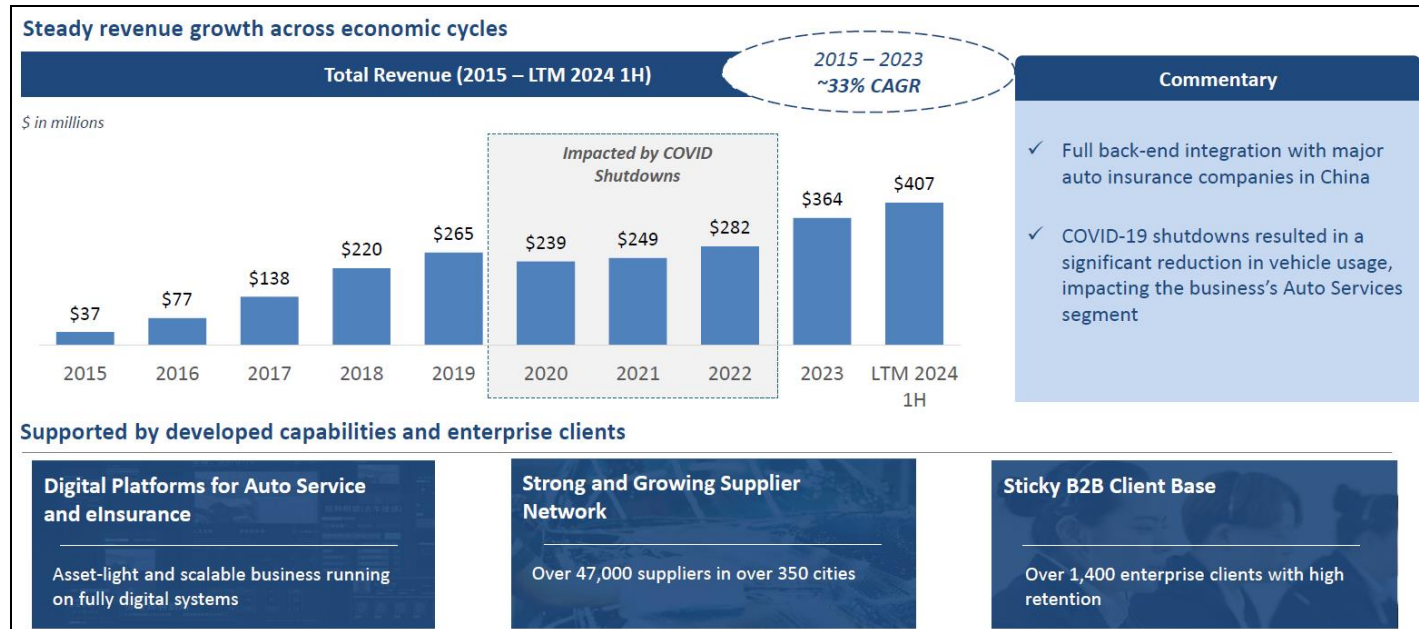 Steady revenue growth across economic cycles
Total Revenue (2015 – LTM 2024 1H)
2015 – 2023
~33% CAGR
$ in millions
Impacted by COVID
Shutdowns
$37
$77
$138
$220
$265
$239
$249
$282
$364
$407
2015
2016
2017
2018
2019
2020
2021
2022
2023
LTM 2024
1H
Commentary
✓ Full back-end integration with major
auto insurance companies in China
✓ COVID-19 shutdowns resulted in a
significant reduction in vehicle usage,
impacting the business’s Auto Services
segment
Supported by developed capabilities and enterprise clients
Digital Platforms for Auto Service
and eInsurance
Asset-light and scalable business running
on fully digital systems
Strong and Growing Supplier
Network
Over 47,000 suppliers in over 350 cities
Sticky B2B Client Base
Over 1,400 enterprise clients with high
retention